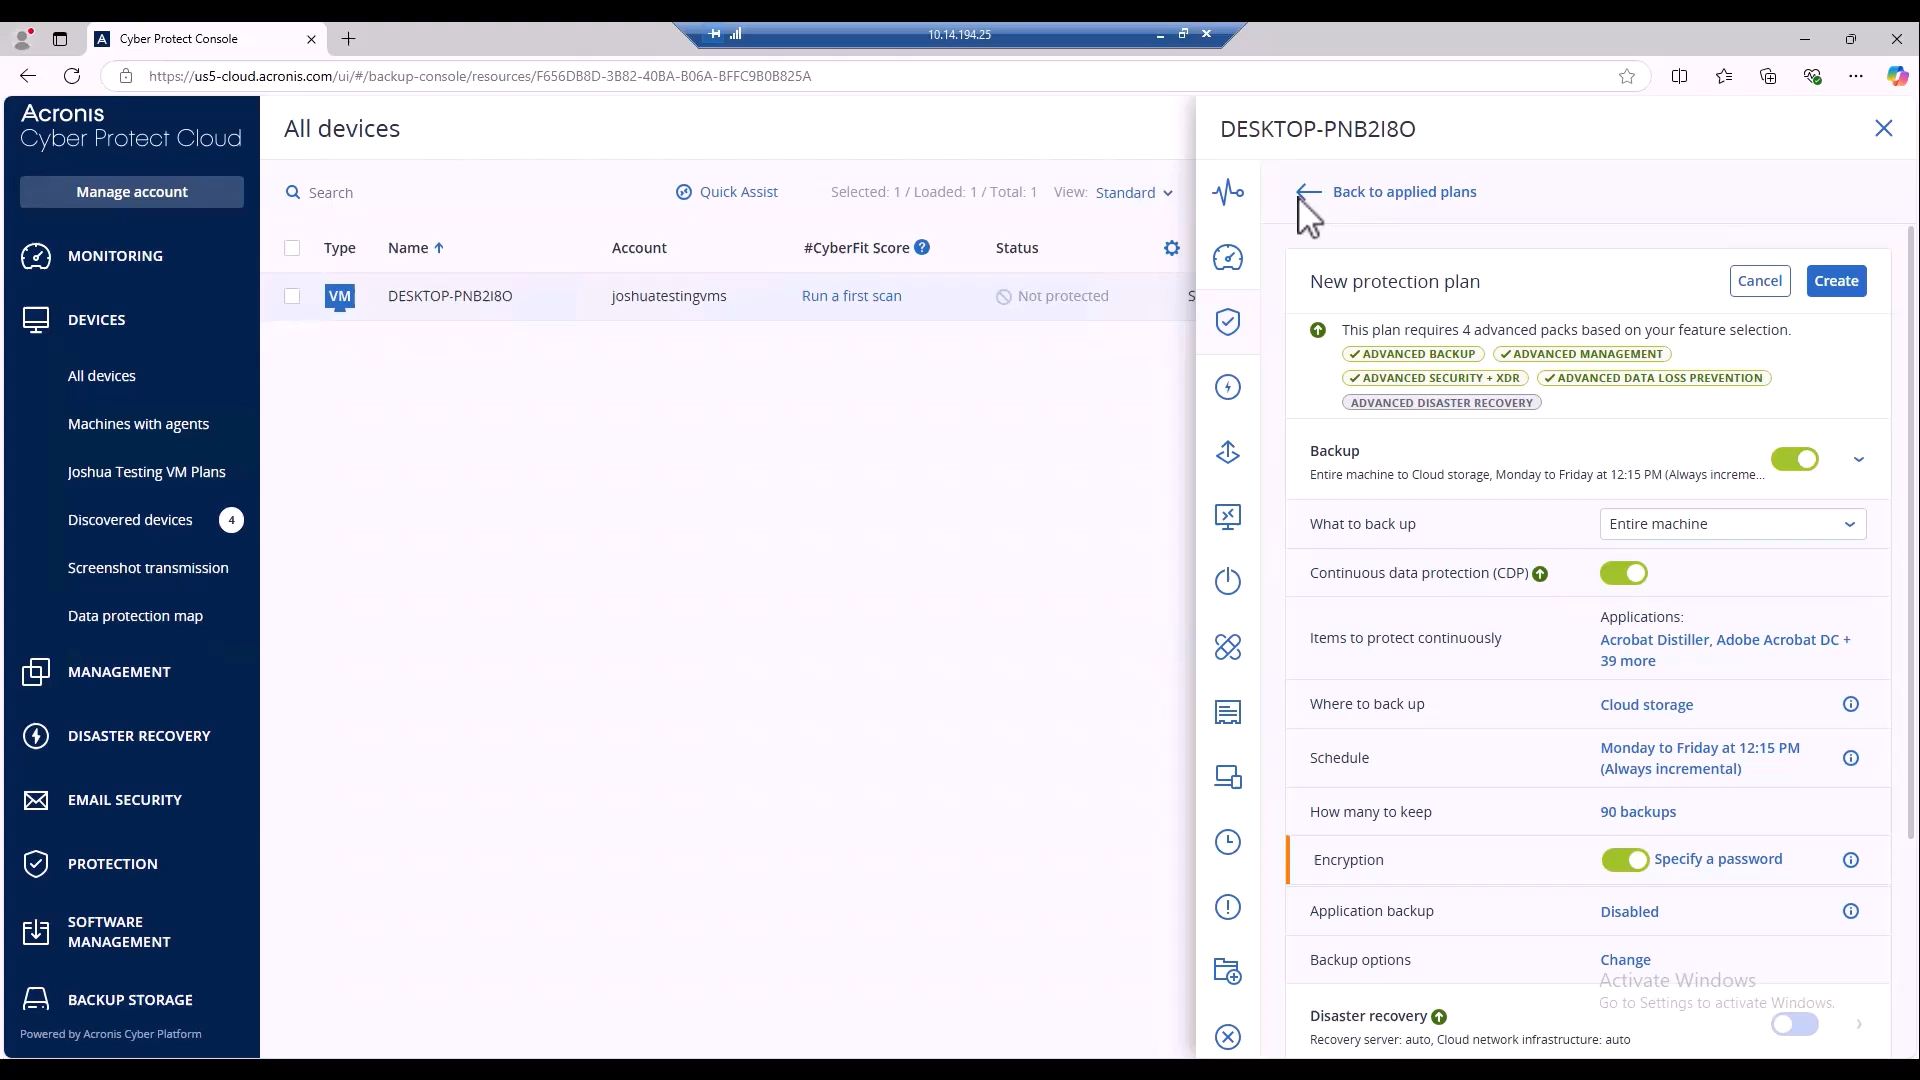 Cyber Protect Console
10.14.194.25
https://us5-cloud.acronis.com/ui/#/backup-console/resources/F656DB8D-3B82-40BA-B06A-BFFC9B0B825A
Acronis
Cyber Protect Cloud
Manage account
MONITORING
DEVICES
All devices
Machines with agents
Joshua Testing VM Plans
Discovered devices 4
Screenshot transmission
Data protection map
MANAGEMENT
DISASTER RECOVERY
EMAIL SECURITY
PROTECTION
SOFTWARE
MANAGEMENT
BACKUP STORAGE
Powered by Acronis Cyber Platform
All devices
Search
Quick Assist
Selected: 1 / Loaded: 1 / Total: 1
View: Standard
Type Name Account #CyberFit Score ? Status
VM DESKTOP-PNB2I8O joshuatestingvms Run a first scan Not protected S
DESKTOP-PNB2I8O
Back to applied plans
New protection plan
Cancel
Create
This plan requires 4 advanced packs based on your feature selection.
ADVANCED BACKUP
ADVANCED MANAGEMENT
ADVANCED SECURITY + XDR
ADVANCED DATA LOSS PREVENTION
ADVANCED DISASTER RECOVERY
Backup
Entire machine to Cloud storage, Monday to Friday at 12:15 PM (Always increme...
What to back up
Entire machine
Continuous data protection (CDP)
Items to protect continuously
Applications:
Acrobat Distiller, Adobe Acrobat DC +
39 more
Where to back up
Cloud storage
Schedule
Monday to Friday at 12:15 PM
(Always incremental)
How many to keep
90 backups
Encryption
Specify a password
Application backup
Disabled
Backup options
Change
Activate Windows
Go to Settings to activate Windows.
Disaster recovery
Recovery server: auto, Cloud network infrastructure: auto